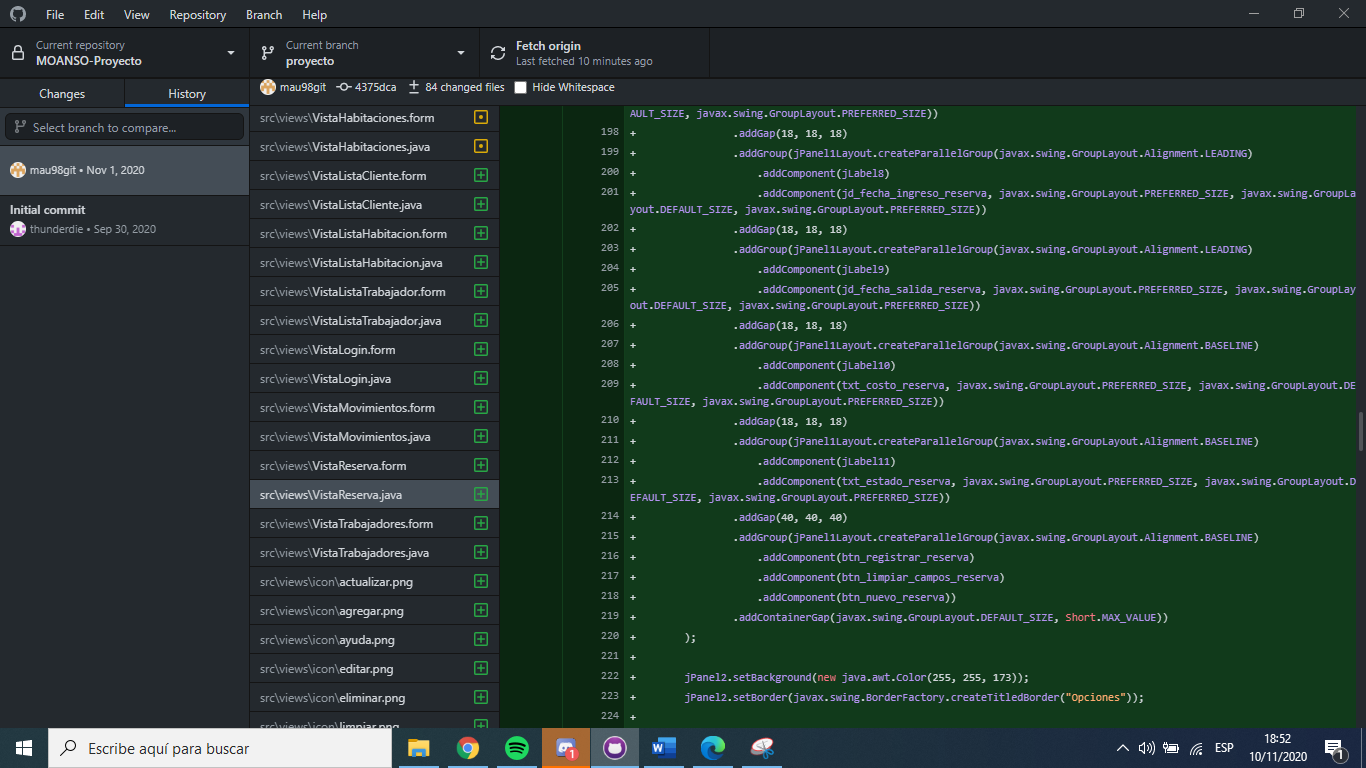 File Edit View Repository Branch Help
Current repository
MOANSO-Proyecto
Current branch
proyecto
Fetch origin
Last fetched 10 minutes ago
Changes History
Select branch to compare...
mau98git • Nov 1, 2020
Initial commit
thunderdie • Sep 30, 2020
mau98git 4375dca 84 changed files Hide Whitespace
src\views\VistaHabitaciones.form
src\views\VistaHabitaciones.java
src\views\VistaListaCliente.form
src\views\VistaListaCliente.java
src\views\VistaListaHabitacion.form
src\views\VistaListaHabitacion.java
src\views\VistaListaTrabajador.form
src\views\VistaListaTrabajador.java
src\views\VistaLogin.form
src\views\VistaLogin.java
src\views\VistaMovimientos.form
src\views\VistaMovimientos.java
src\views\VistaReserva.form
src\views\VistaReserva.java
src\views\VistaTrabajadores.form
src\views\VistaTrabajadores.java
src\views\icon\actualizar.png
src\views\icon\agregar.png
src\views\icon\ayuda.png
src\views\icon\editar.png
src\views\icon\eliminar.png
src\views\icon\limpiar.png
AULT_SIZE, javax.swing.GroupLayout.PREFERRED_SIZE))
198 + .addGap(18, 18, 18)
199 + .addGroup(jPanel1Layout.createParallelGroup(javax.swing.GroupLayout.Alignment.LEADING)
200 + .addComponent(jLabel8)
201 + .addComponent(jd_fecha_ingreso_reserva, javax.swing.GroupLayout.PREFERRED_SIZE, javax.swing.GroupLa
yout.DEFAULT_SIZE, javax.swing.GroupLayout.PREFERRED_SIZE))
202 + .addGap(18, 18, 18)
203 + .addGroup(jPanel1Layout.createParallelGroup(javax.swing.GroupLayout.Alignment.LEADING)
204 + .addComponent(jLabel9)
205 + .addComponent(jd_fecha_salida_reserva, javax.swing.GroupLayout.PREFERRED_SIZE, javax.swing.GroupLay
out.DEFAULT_SIZE, javax.swing.GroupLayout.PREFERRED_SIZE))
206 + .addGap(18, 18, 18)
207 + .addGroup(jPanel1Layout.createParallelGroup(javax.swing.GroupLayout.Alignment.BASELINE)
208 + .addComponent(jLabel10)
209 + .addComponent(txt_costo_reserva, javax.swing.GroupLayout.PREFERRED_SIZE, javax.swing.GroupLayout.DE
FAULT_SIZE, javax.swing.GroupLayout.PREFERRED_SIZE))
210 + .addGap(18, 18, 18)
211 + .addGroup(jPanel1Layout.createParallelGroup(javax.swing.GroupLayout.Alignment.BASELINE)
212 + .addComponent(jLabel11)
213 + .addComponent(txt_estado_reserva, javax.swing.GroupLayout.PREFERRED_SIZE, javax.swing.GroupLayout.D
EFAULT_SIZE, javax.swing.GroupLayout.PREFERRED_SIZE))
214 + .addGap(40, 40, 40)
215 + .addGroup(jPanel1Layout.createParallelGroup(javax.swing.GroupLayout.Alignment.BASELINE)
216 + .addComponent(btn_registrar_reserva)
217 + .addComponent(btn_limpiar_campos_reserva)
218 + .addComponent(btn_nuevo_reserva))
219 + .addContainerGap(javax.swing.GroupLayout.DEFAULT_SIZE, Short.MAX_VALUE))
220 + );
221 +
222 + jPanel2.setBackground(new java.awt.Color(255, 255, 173));
223 + jPanel2.setBorder(javax.swing.BorderFactory.createTitledBorder("Opciones"));
224 +
Escribe aquí para buscar
1
ESP
18:52
10/11/2020
1